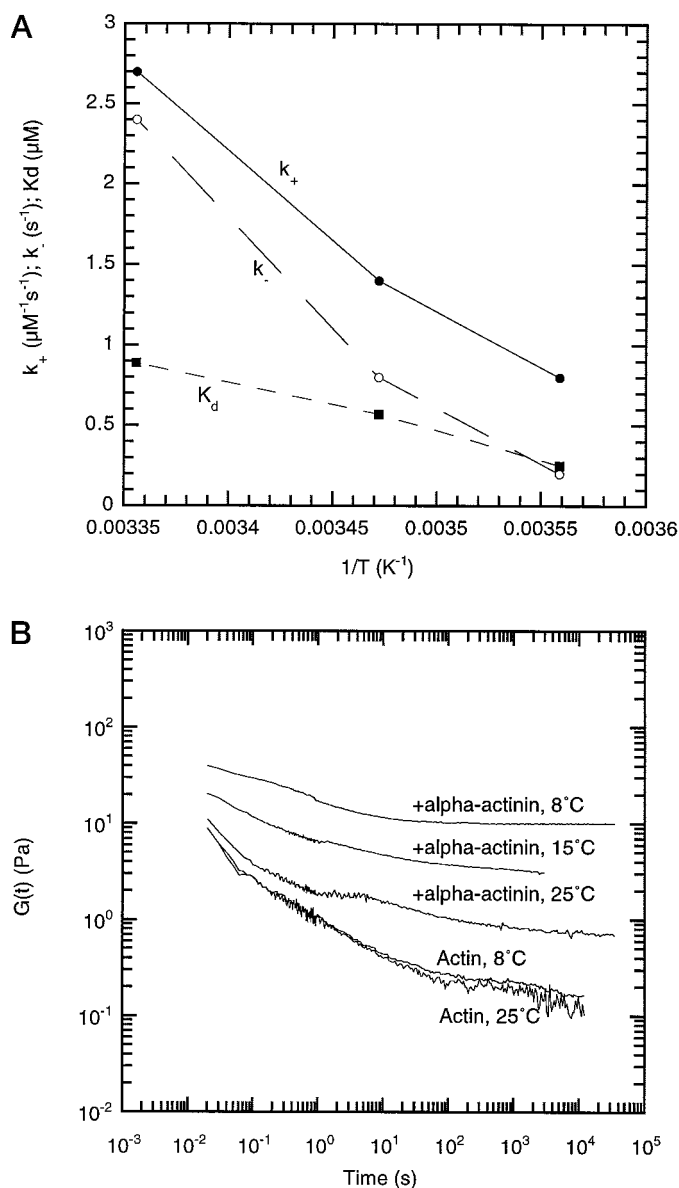 A
3
2.5
2
1.5
1
0.5
0
k+ (µM-1s-1); k- (s-1); Kd (µM)
k+
k-
Kd
0.00335 0.0034 0.00345 0.0035 0.00355 0.0036
1/T (K-1)
B
103
102
101
100
10-1
10-2
G(t) (Pa)
+alpha-actinin, 8˚C
+alpha-actinin, 15˚C
+alpha-actinin, 25˚C
Actin, 8˚C
Actin, 25˚C
10-3 10-2 10-1 100 101 102 103 104 105
Time (s)